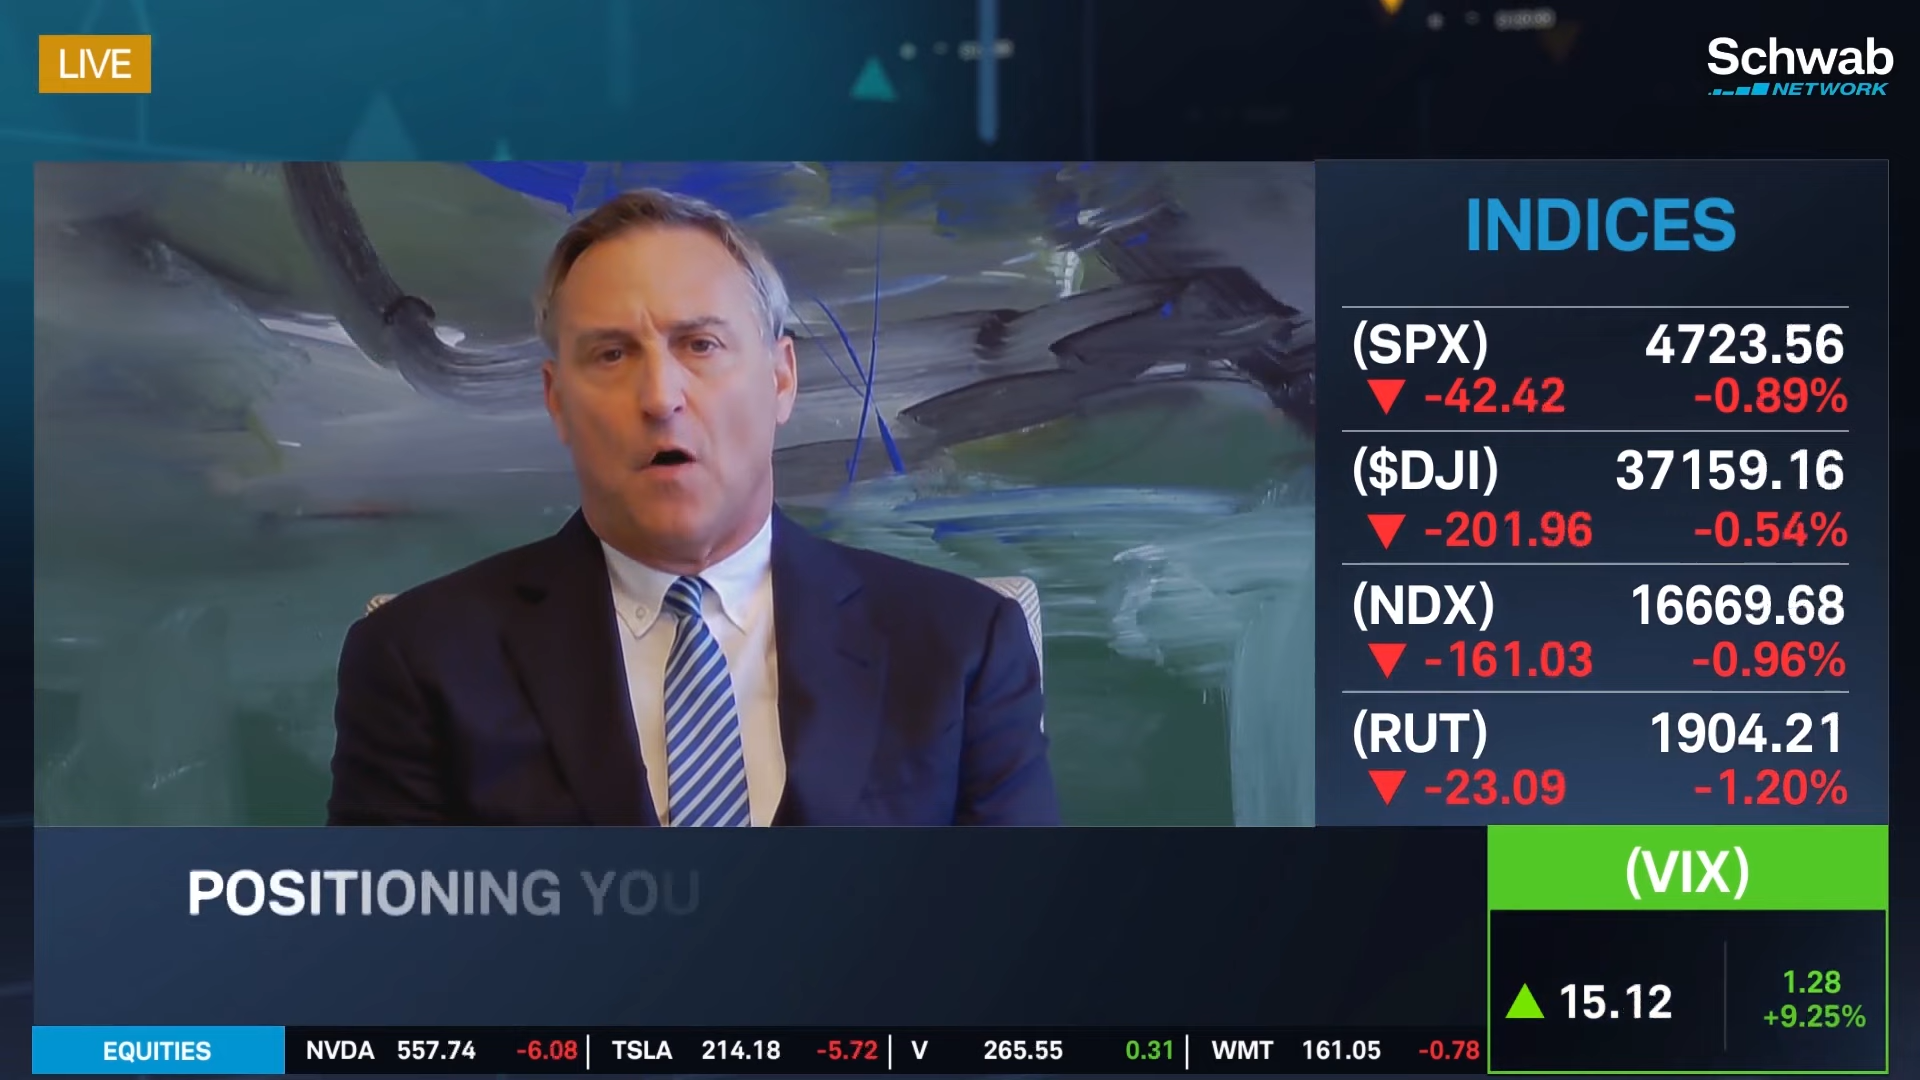 LIVE
Schwab
NETWORK
INDICES
(SPX) 4723.56
▼ -42.42 -0.89%
($DJI) 37159.16
▼ -201.96 -0.54%
(NDX) 16669.68
▼ -161.03 -0.96%
(RUT) 1904.21
▼ -23.09 -1.20%
POSITIONING YOU
(VIX)
▲ 15.12
1.28
+9.25%
EQUITIES NVDA 557.74 -6.08 | TSLA 214.18 -5.72 | V 265.55 0.31 | WMT 161.05 -0.78